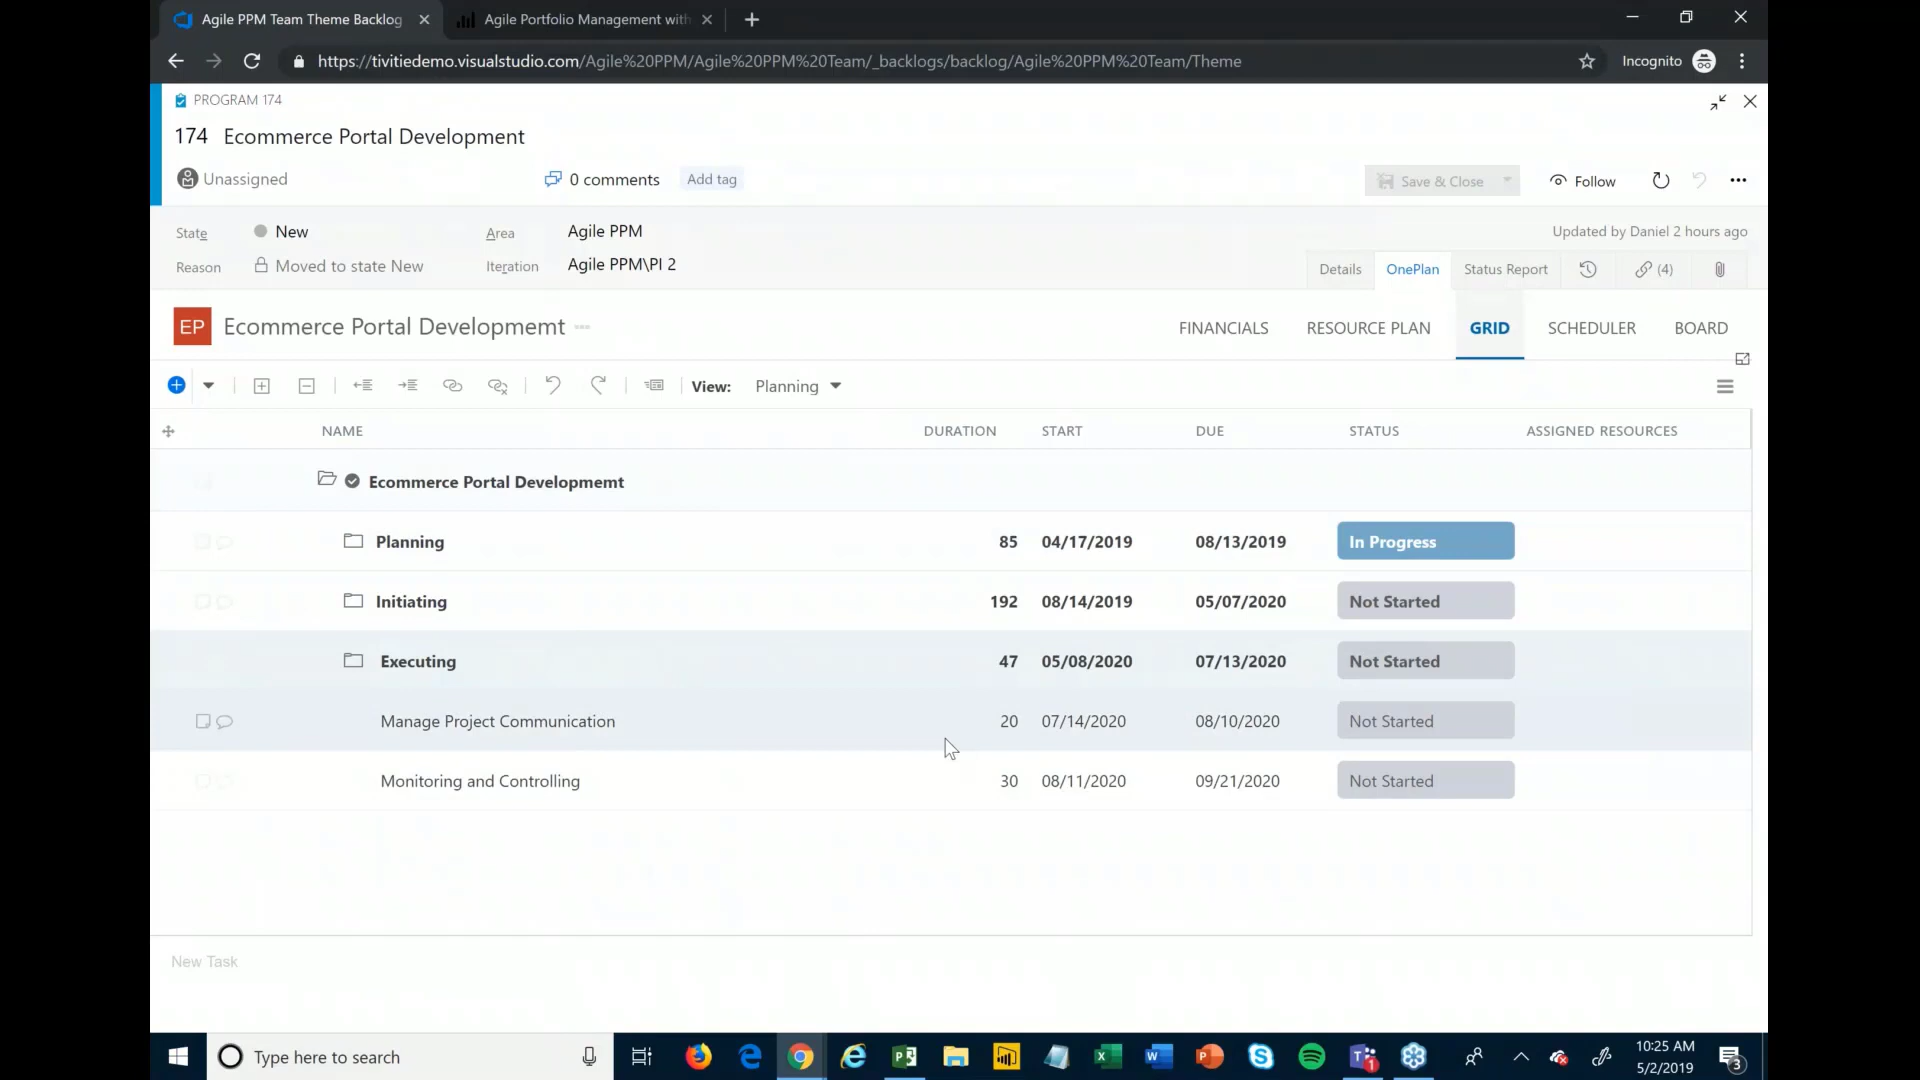 Agile PPM Team Theme Backlog
Agile Portfolio Management with
https://tivitiedemo.visualstudio.com/Agile%20PPM/Agile%20PPM%20Team/_backlogs/backlog/Agile%20PPM%20Team/Theme
Incognito
PROGRAM 174
174 Ecommerce Portal Development
Unassigned
0 comments
Add tag
Save & Close
Follow
State New
Area Agile PPM
Updated by Daniel 2 hours ago
Reason Moved to state New
Iteration Agile PPM\PI 2
Details OnePlan Status Report (4)
EP Ecommerce Portal Developmemt
FINANCIALS RESOURCE PLAN GRID SCHEDULER BOARD
View: Planning
NAME DURATION START DUE STATUS ASSIGNED RESOURCES
Ecommerce Portal Developmemt
Planning 85 04/17/2019 08/13/2019 In Progress
Initiating 192 08/14/2019 05/07/2020 Not Started
Executing 47 05/08/2020 07/13/2020 Not Started
Manage Project Communication 20 07/14/2020 08/10/2020 Not Started
Monitoring and Controlling 30 08/11/2020 09/21/2020 Not Started
New Task
Type here to search
10:25 AM
5/2/2019
3